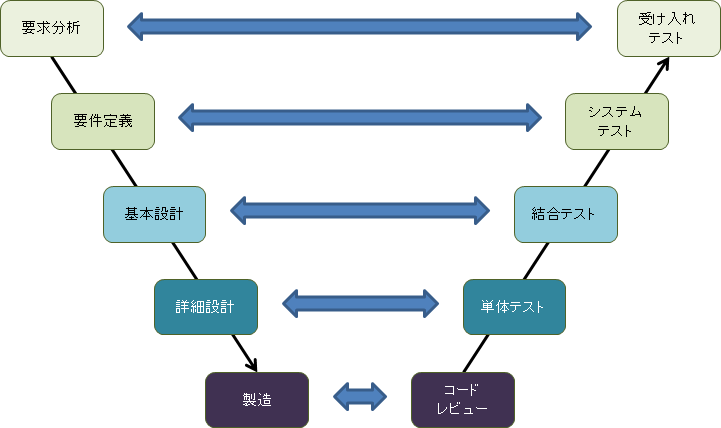 要求分析
受け入れ
テスト
要件定義
システム
テスト
基本設計
結合テスト
詳細設計
単体テスト
製造
コード
レビュー